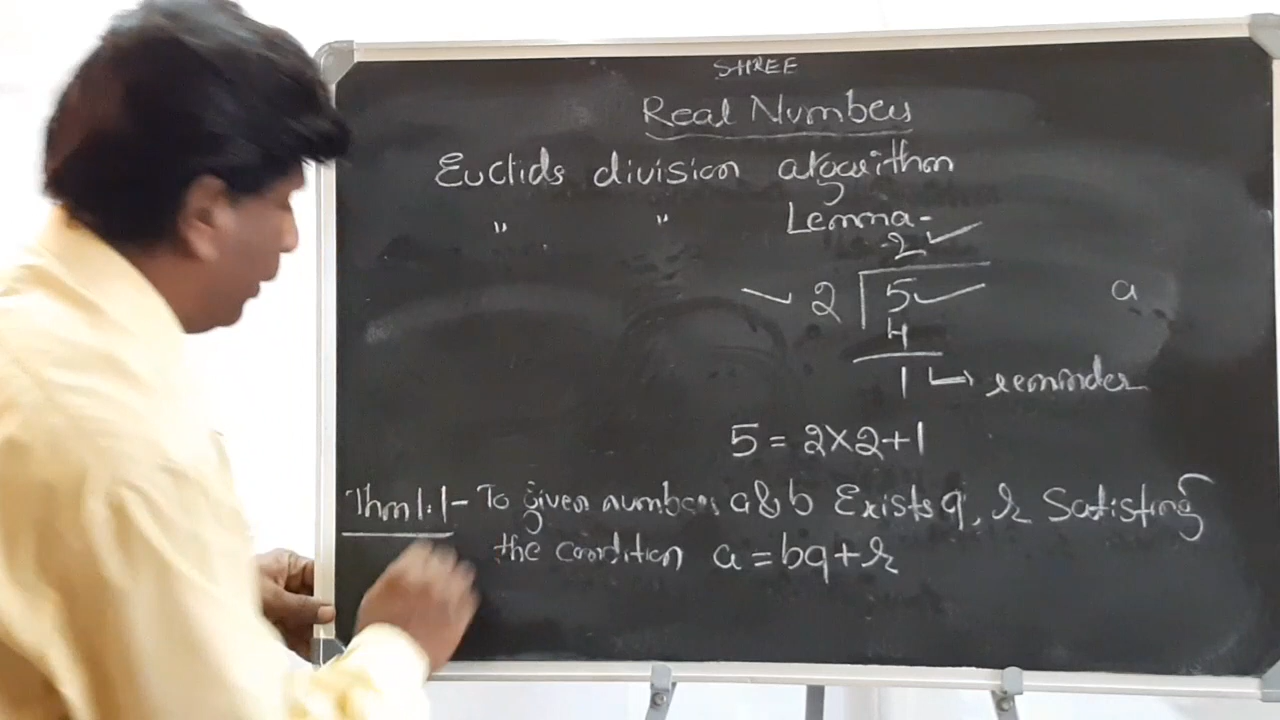 SHREE
Real Numbers
Euclids division algorithm
" " Lemma-
2
2 5 a
4
1 reminder
5 = 2×2+1
Thm 1.1- To given numbers a&b Exists q, r Satisfing
the condition a = bq+r